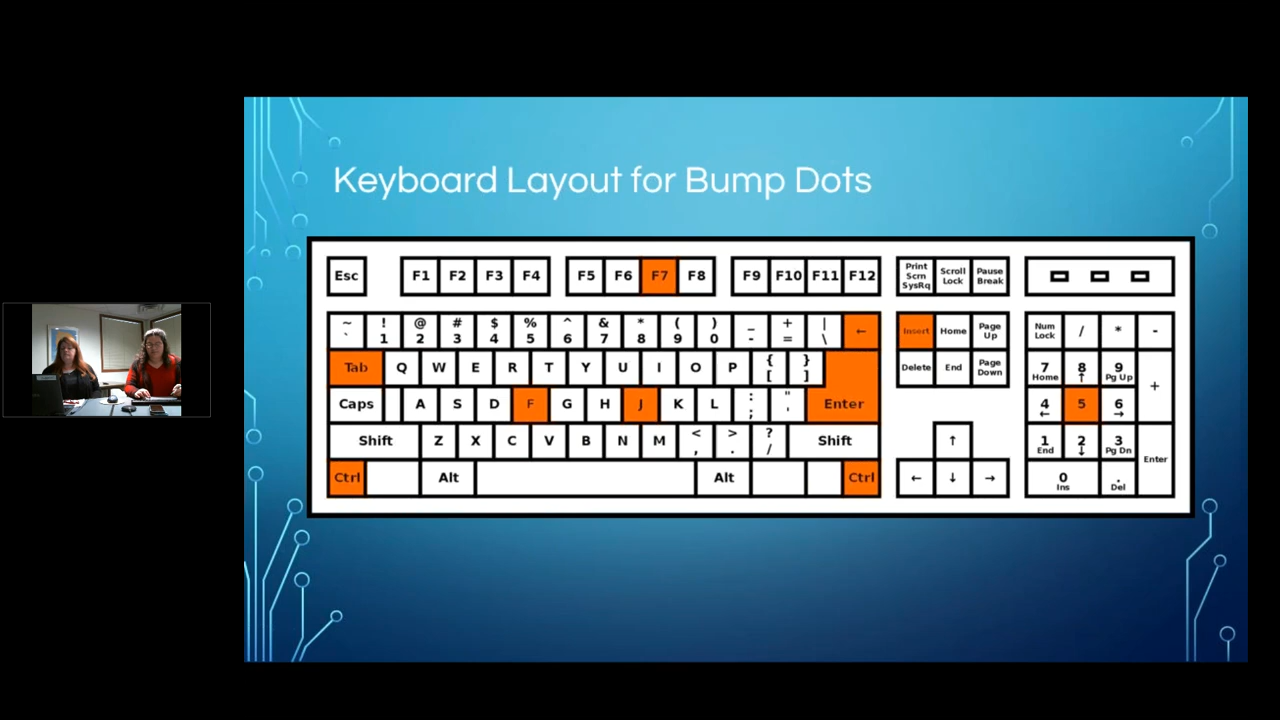 Keyboard Layout for Bump Dots
Esc F1 F2 F3 F4 F5 F6 F7 F8 F9 F10 F11 F12 Print Scrn SysRq Scroll Lock Pause Break
~ ` ! 1 @ 2 # 3 $ 4 % 5 ^ 6 & 7 * 8 ( 9 ) 0 _ - + = | \ ← Insert Home Page Up Num Lock / * -
Tab Q W E R T Y U I O P { [ } ] Delete End Page Down 7 Home 8 ↑ 9 Pg Up +
Caps A S D F G H J K L : ; " ' Enter 4 ← 5 6 →
Shift Z X C V B N M < , > . ? / Shift ↑ 1 End 2 ↓ 3 Pg Dn Enter
Ctrl Alt Alt Ctrl ← ↓ → 0 Ins . Del